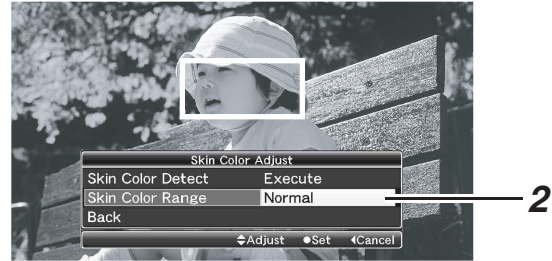 Skin Color Adjust
Skin Color Detect Execute
Skin Color Range Normal
Back
Adjust Set Cancel
2